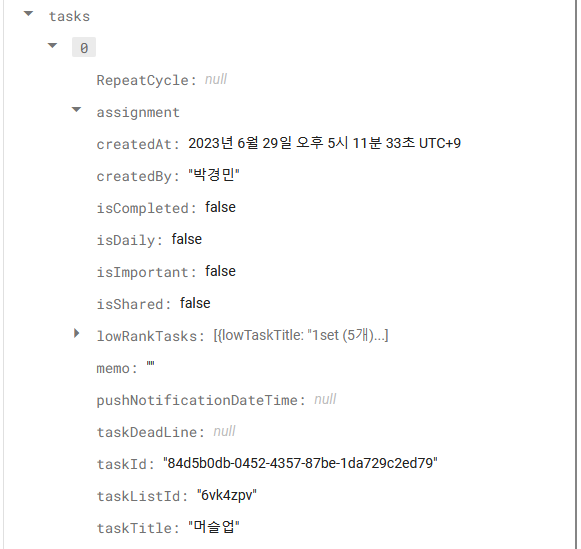 tasks
0
RepeatCycle: null
assignment
createdAt: 2023년 6월 29일 오후 5시 11분 33초 UTC+9
createdBy: "박경민"
isCompleted: false
isDaily: false
isImportant: false
isShared: false
lowRankTasks: [{lowTaskTitle: "1set (5개)...]
memo: ""
pushNotificationDateTime: null
taskDeadLine: null
taskId: "84d5b0db-0452-4357-87be-1da729c2ed79"
taskListId: "6vk4zpv"
taskTitle: "머슬업"